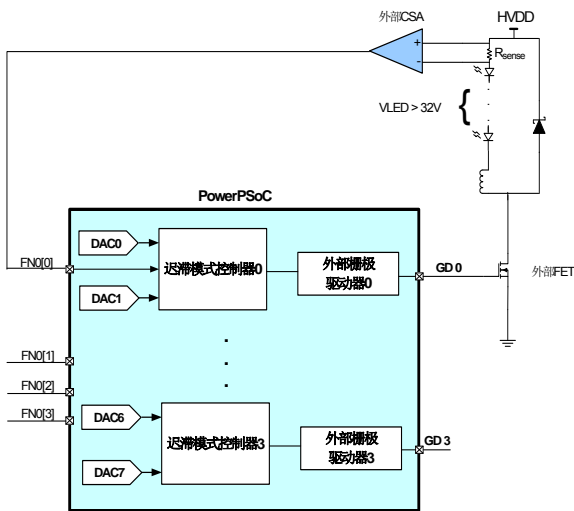 外部CSA
HVDD
+
-
Rsense
VLED > 32V
PowerPSoC
DAC0
FN0[0]
迟滞模式控制器0
外部栅极
驱动器0
GD 0
外部FET
DAC1
FN0[1]
FN0[2]
FN0[3]
DAC6
迟滞模式控制器3
外部栅极
驱动器3
GD 3
DAC7